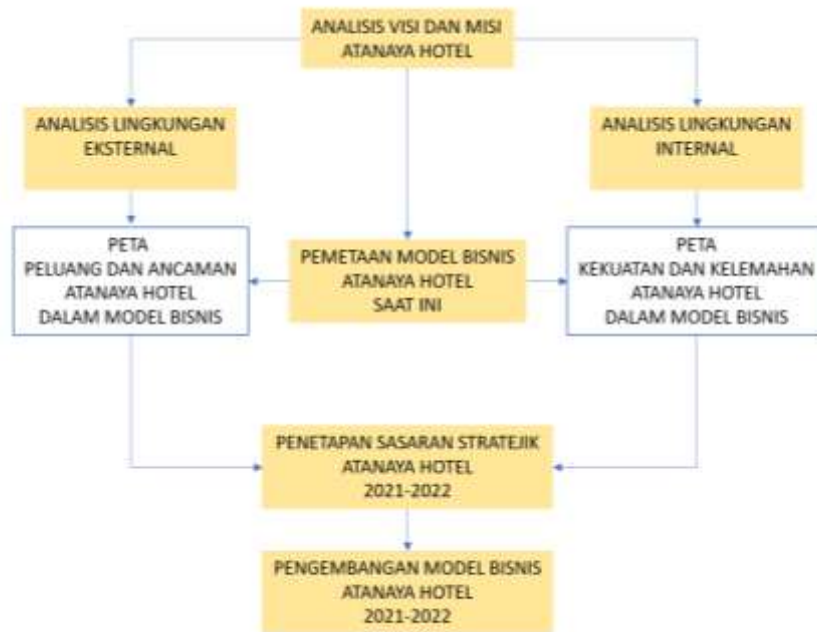 ANALISIS VISI DAN MISI
ATANAYA HOTEL
ANALISIS LINGKUNGAN
EKSTERNAL
ANALISIS LINGKUNGAN
INTERNAL
PETA
PELUANG DAN ANCAMAN
ATANAYA HOTEL
DALAM MODEL BISNIS
PEMETAAN MODEL BISNIS
ATANAYA HOTEL
SAAT INI
PETA
KEKUATAN DAN KELEMAHAN
ATANAYA HOTEL
DALAM MODEL BISNIS
PENETAPAN SASARAN STRATEJIK
ATANAYA HOTEL
2021-2022
PENGEMBANGAN MODEL BISNIS
ATANAYA HOTEL
2021-2022